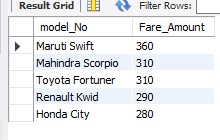 Result Grid Filter Rows:
model_No Fare_Amount
Maruti Swift 360
Mahindra Scorpio 310
Toyota Fortuner 310
Renault Kwid 290
Honda City 280